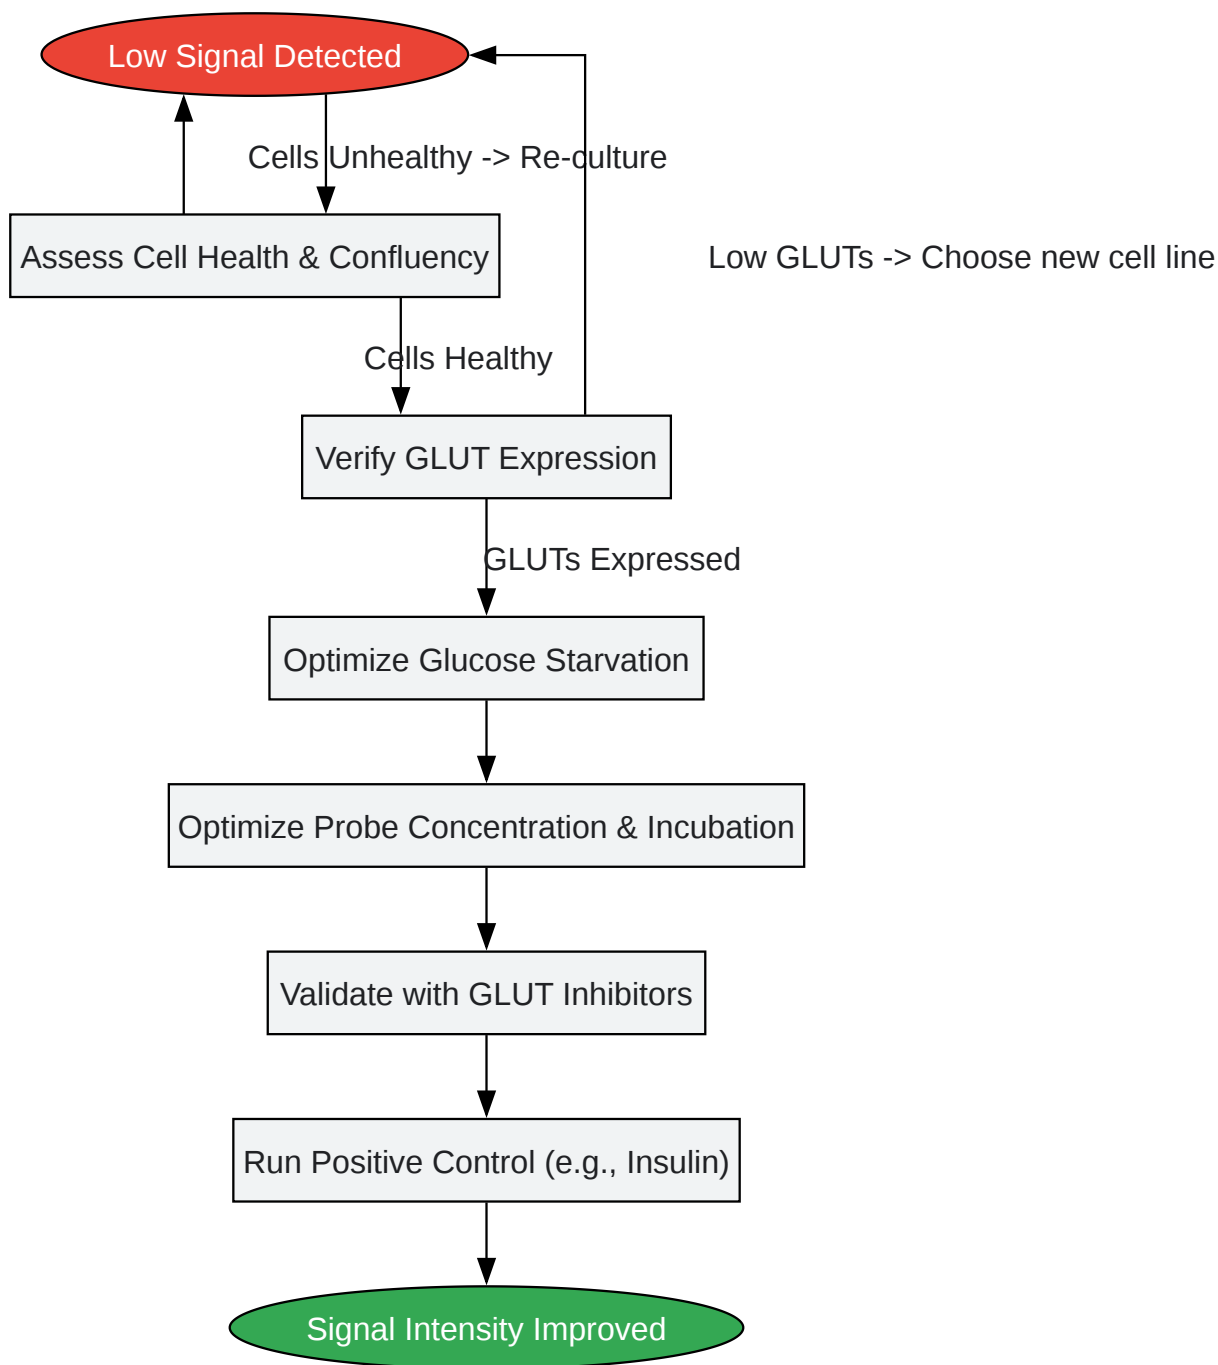 Low Signal Detected
Cells Unhealthy -> Re-culture
Assess Cell Health & Confluency
Low GLUTs -> Choose new cell line
Cells Healthy
Verify GLUT Expression
GLUTs Expressed
Optimize Glucose Starvation
Optimize Probe Concentration & Incubation
Validate with GLUT Inhibitors
Run Positive Control (e.g., Insulin)
Signal Intensity Improved